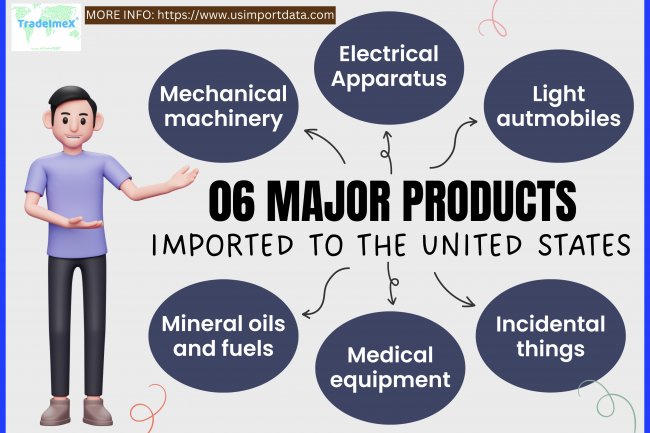 TradeImeX®
MORE INFO: https://www.usimportdata.com
Mechanical
machinery
Electrical
Apparatus
Light
autmobiles
06 MAJOR PRODUCTS
IMPORTED TO THE UNITED STATES
Mineral oils
and fuels
Medical
equipment
Incidental
things